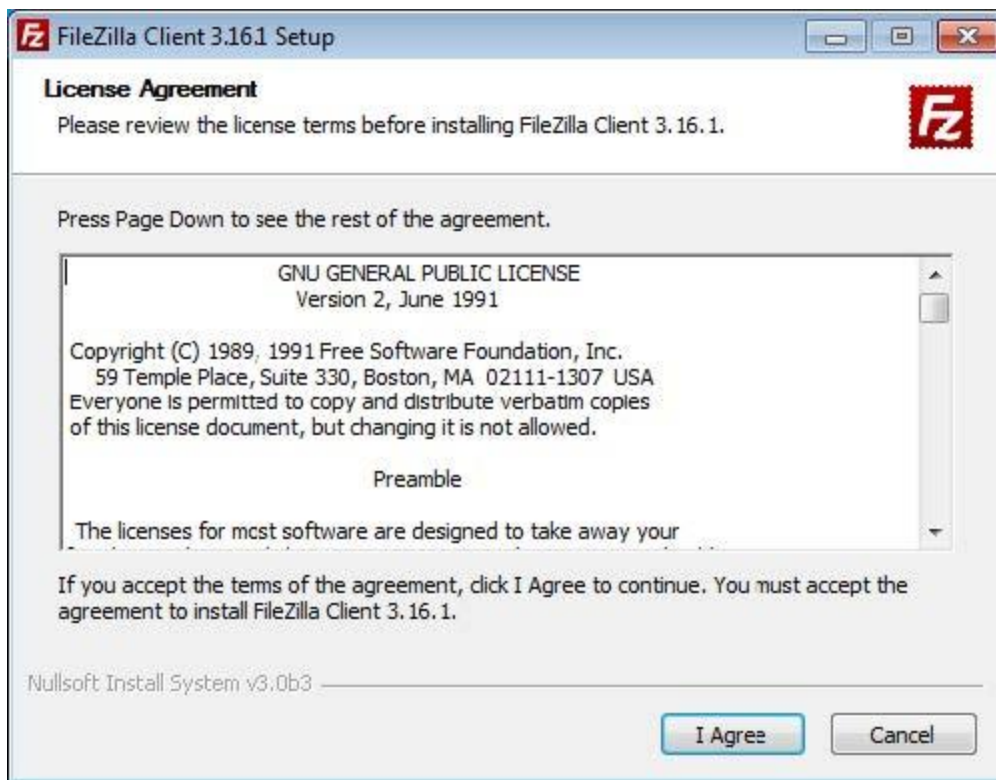 FileZilla Client 3.16.1 Setup
License Agreement
Please review the license terms before installing FileZilla Client 3.16.1.
Fz
Press Page Down to see the rest of the agreement.
GNU GENERAL PUBLIC LICENSE
Version 2, June 1991
Copyright (C) 1989, 1991 Free Software Foundation, Inc.
59 Temple Place, Suite 330, Boston, MA 02111-1307 USA
Everyone is permitted to copy and distribute verbatim copies
of this license document, but changing it is not allowed.
Preamble
The licenses for most software are designed to take away your
If you accept the terms of the agreement, click I Agree to continue. You must accept the
agreement to install FileZilla Client 3.16.1.
Nullsoft Install System v3.0b3
I Agree Cancel